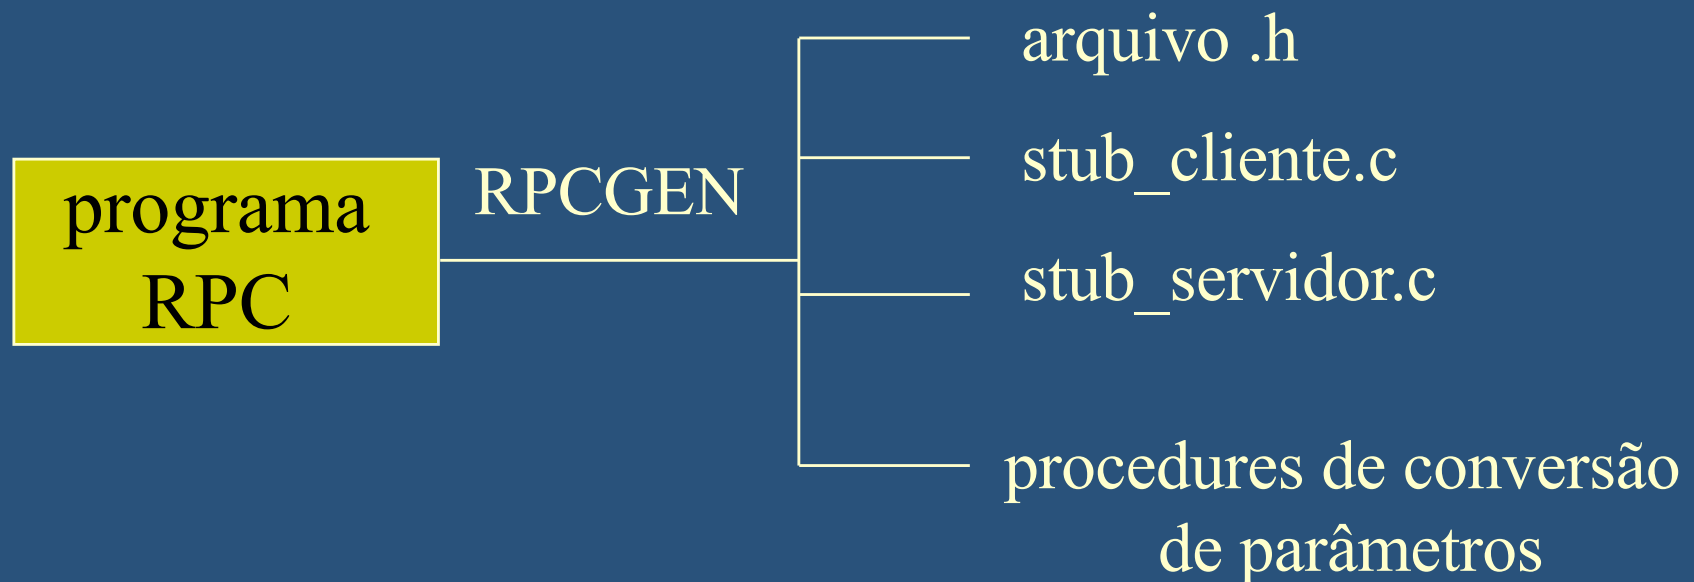 programa
RPC
RPCGEN
arquivo .h
stub_cliente.c
stub_servidor.c
procedures de conversão
de parâmetros